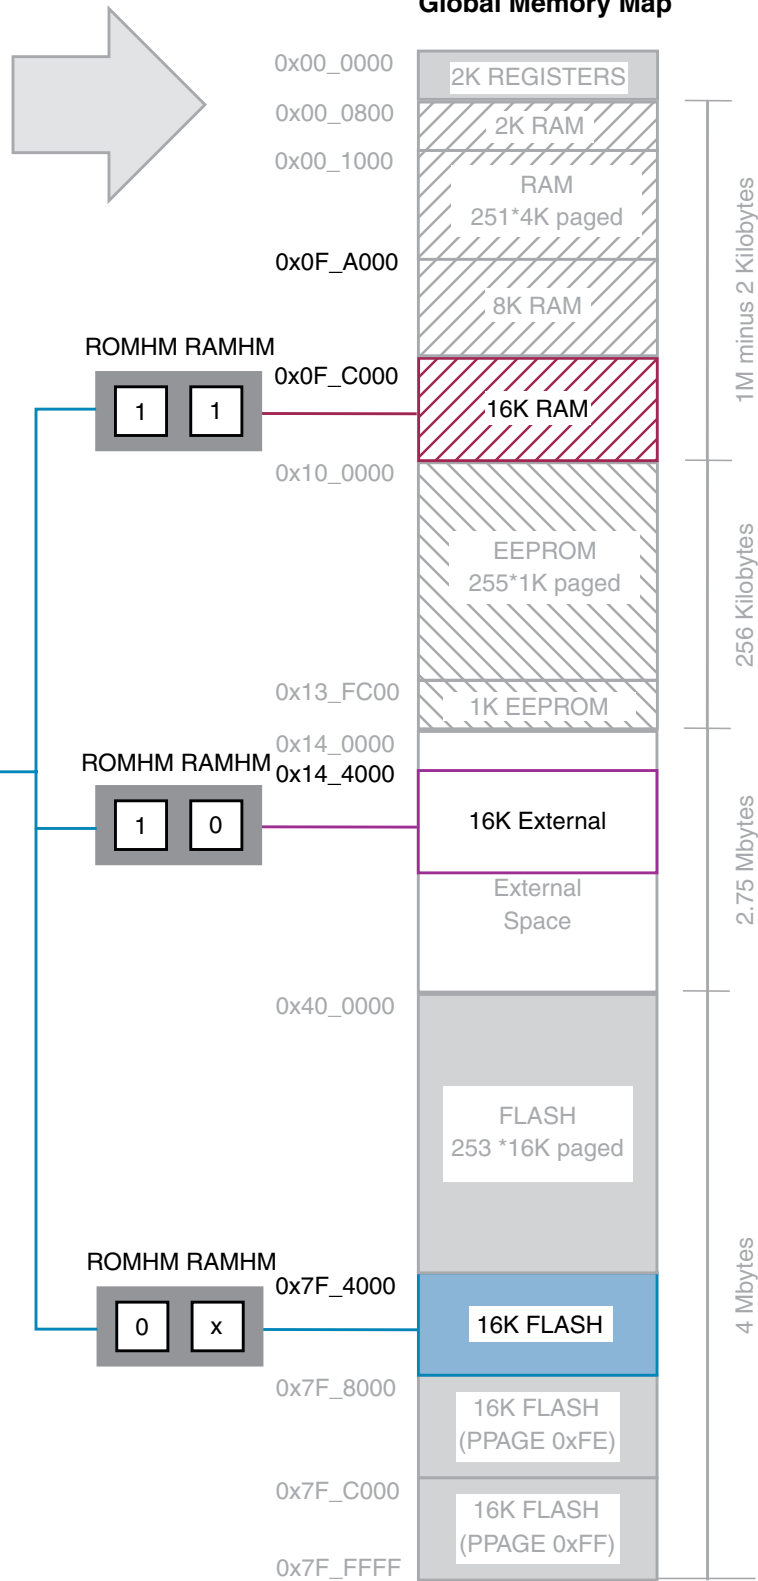 Global Memory Map
0x00_0000
2K REGISTERS
0x00_0800
2K RAM
0x00_1000
RAM
251*4K paged
1M minus 2 Kilobytes
0x0F_A000
8K RAM
ROMHM RAMHM
0x0F_C000
1 1
16K RAM
0x10_0000
EEPROM
255*1K paged
256 Kilobytes
0x13_FC00
1K EEPROM
0x14_0000
ROMHM RAMHM
0x14_4000
1 0
16K External
External
Space
2.75 Mbytes
0x40_0000
FLASH
253 *16K paged
4 Mbytes
ROMHM RAMHM
0x7F_4000
0 x
16K FLASH
0x7F_8000
16K FLASH
(PPAGE 0xFE)
0x7F_C000
16K FLASH
(PPAGE 0xFF)
0x7F_FFFF